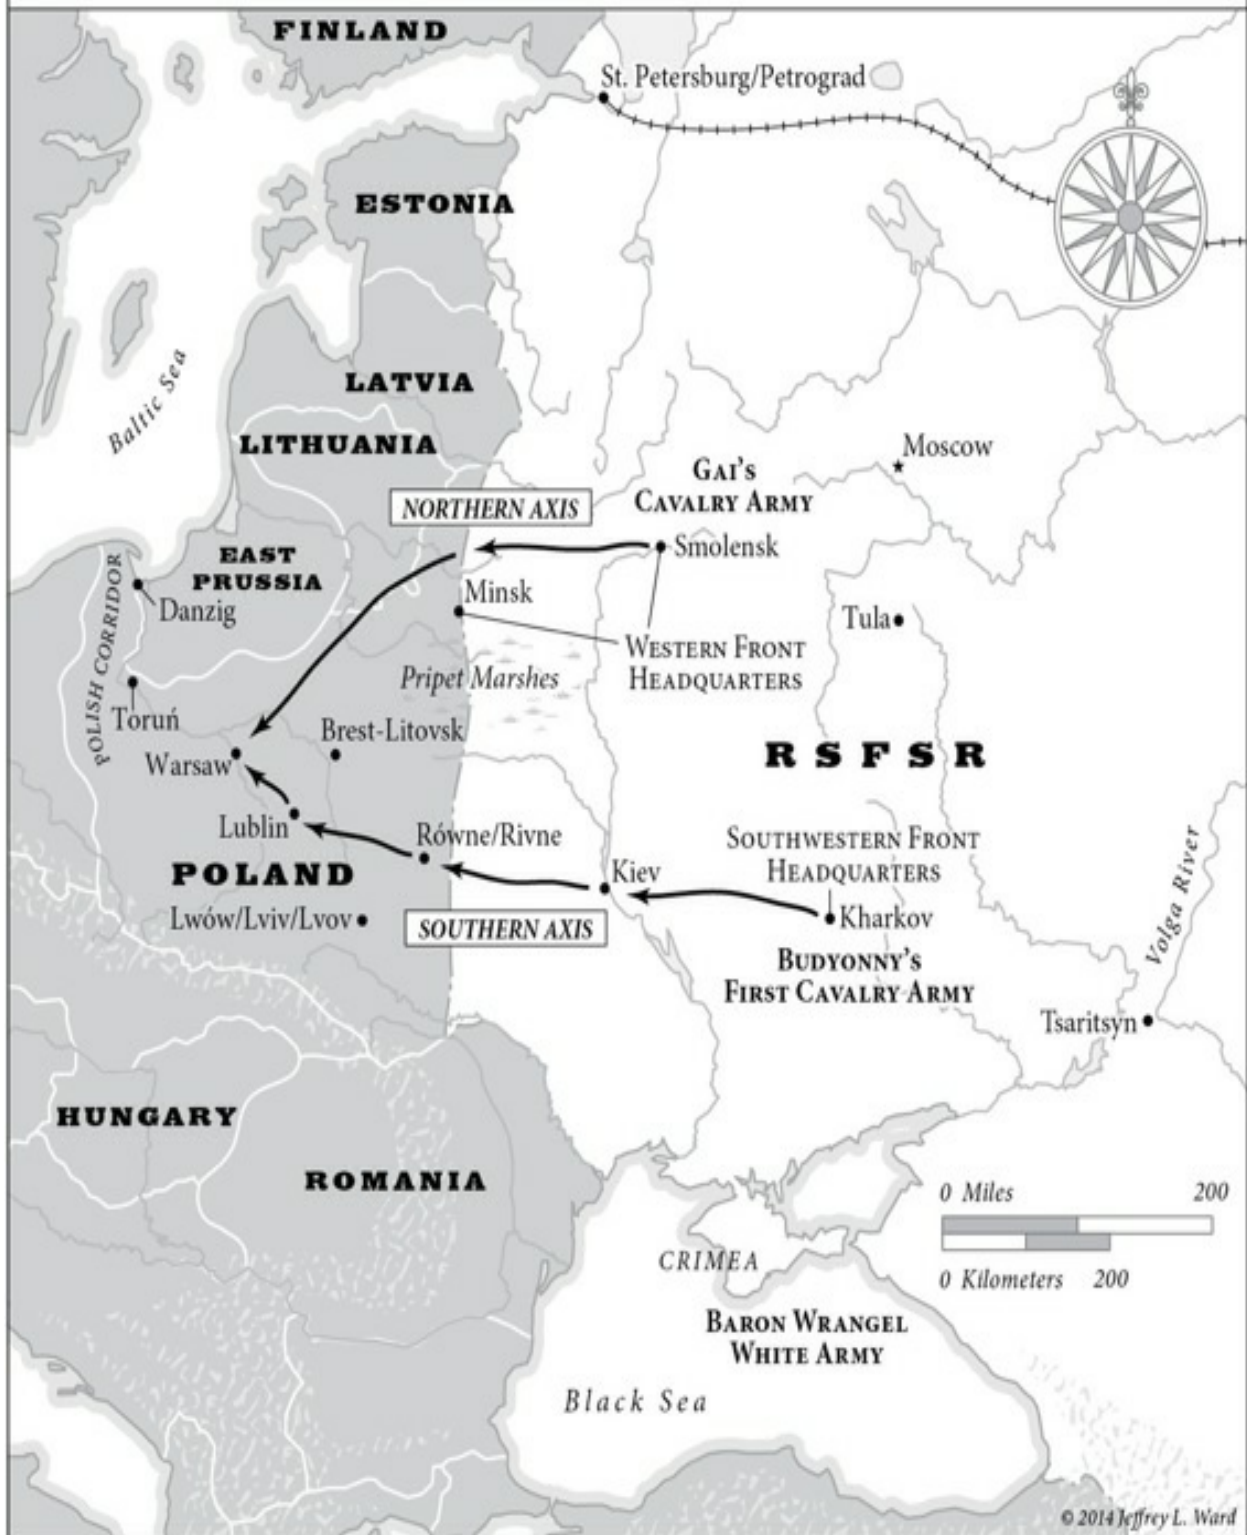 FINLAND
St. Petersburg/Petrograd
ESTONIA
Baltic Sea
LATVIA
LITHUANIA
Moscow
GAI'S
CAVALRY ARMY
NORTHERN AXIS
Smolensk
EAST
PRUSSIA
POLISH CORRIDOR
Danzig
Minsk
Tula
WESTERN FRONT
HEADQUARTERS
Pripet Marshes
Toruń
Brest-Litovsk
Warsaw
RSFSR
Lublin
Równe/Rivne
SOUTHWESTERN FRONT
HEADQUARTERS
Volga River
POLAND
Kiev
Lwów/Lviv/Lvov
SOUTHERN AXIS
Kharkov
BUDYONNY'S
FIRST CAVALRY ARMY
Tsaritsyn
HUNGARY
ROMANIA
0 Miles 200
0 Kilometers 200
CRIMEA
BARON WRANGEL
WHITE ARMY
Black Sea
© 2014 Jeffrey L. Ward